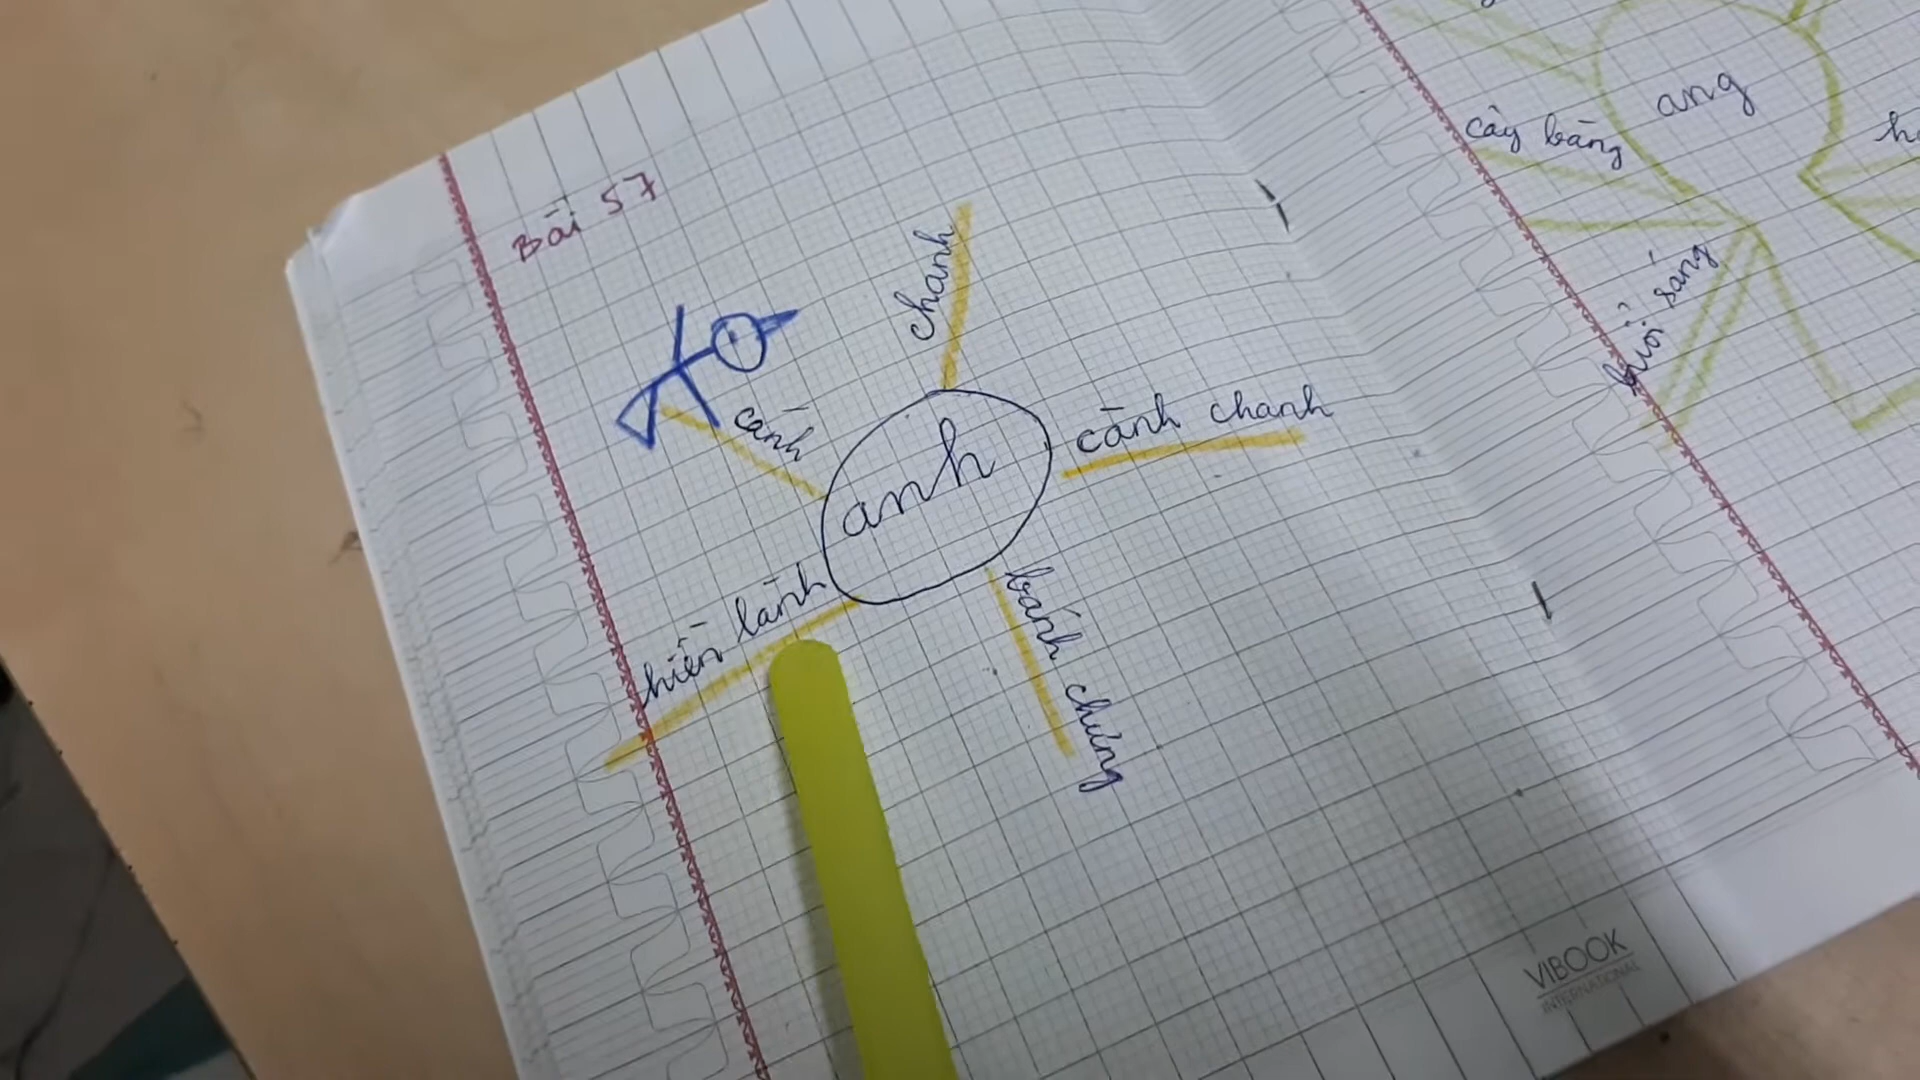 Bài 57
chanh
cánh
cành chanh
anh
hiền lành
bánh chưng
ang
cây bàng
buổi sáng
VIBOOK
INTERNATIONAL